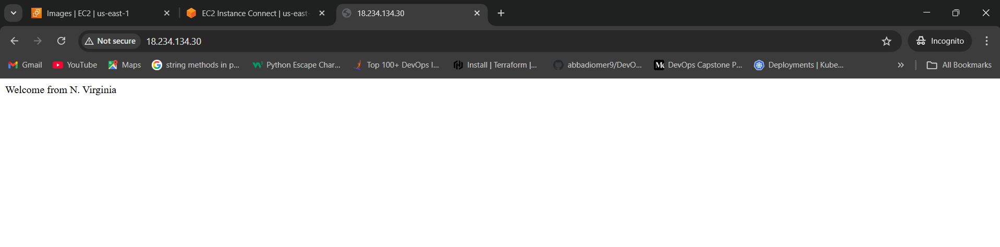 Images | EC2 | us-east-1
EC2 Instance Connect | us-east-
18.234.134.30
Not secure
18.234.134.30
Incognito
Gmail
YouTube
Maps
string methods in p...
Python Escape Char...
Top 100+ DevOps I...
Install | Terraform |...
abbadiomer9/DevO...
DevOps Capstone P...
Deployments | Kube...
All Bookmarks
Welcome from N. Virginia